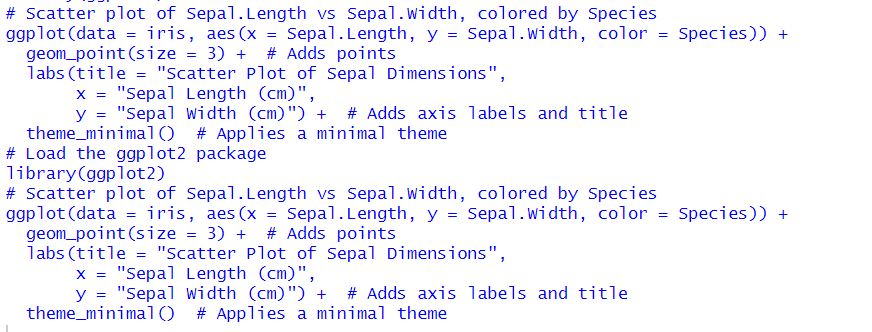 # Scatter plot of Sepal.Length vs Sepal.Width, colored by Species
ggplot(data = iris, aes(x = Sepal.Length, y = Sepal.Width, color = Species)) +
  geom_point(size = 3) +  # Adds points
  labs(title = "Scatter Plot of Sepal Dimensions",
       x = "Sepal Length (cm)",
       y = "Sepal Width (cm)") +  # Adds axis labels and title
  theme_minimal()  # Applies a minimal theme
# Load the ggplot2 package
library(ggplot2)
# Scatter plot of Sepal.Length vs Sepal.Width, colored by Species
ggplot(data = iris, aes(x = Sepal.Length, y = Sepal.Width, color = Species)) +
  geom_point(size = 3) +  # Adds points
  labs(title = "Scatter Plot of Sepal Dimensions",
       x = "Sepal Length (cm)",
       y = "Sepal Width (cm)") +  # Adds axis labels and title
  theme_minimal()  # Applies a minimal theme